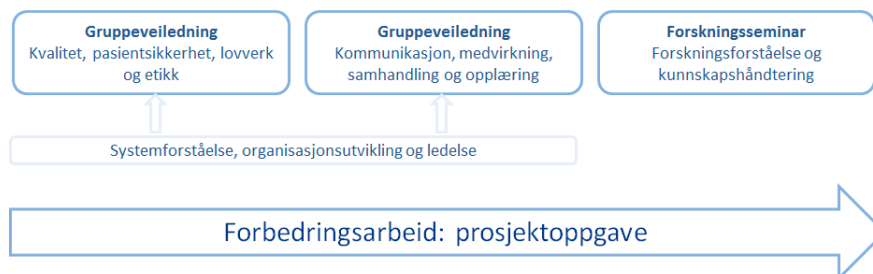 Gruppeveiledning
Kvalitet, pasientsikkerhet, lovverk
og etikk
Gruppeveiledning
Kommunikasjon, medvirkning,
samhandling og opplæring
Forskningsseminar
Forskningsforståelse og
kunnskapshåndtering
Systemforståelse, organisasjonsutvikling og ledelse
Forbedringsarbeid: prosjektoppgave